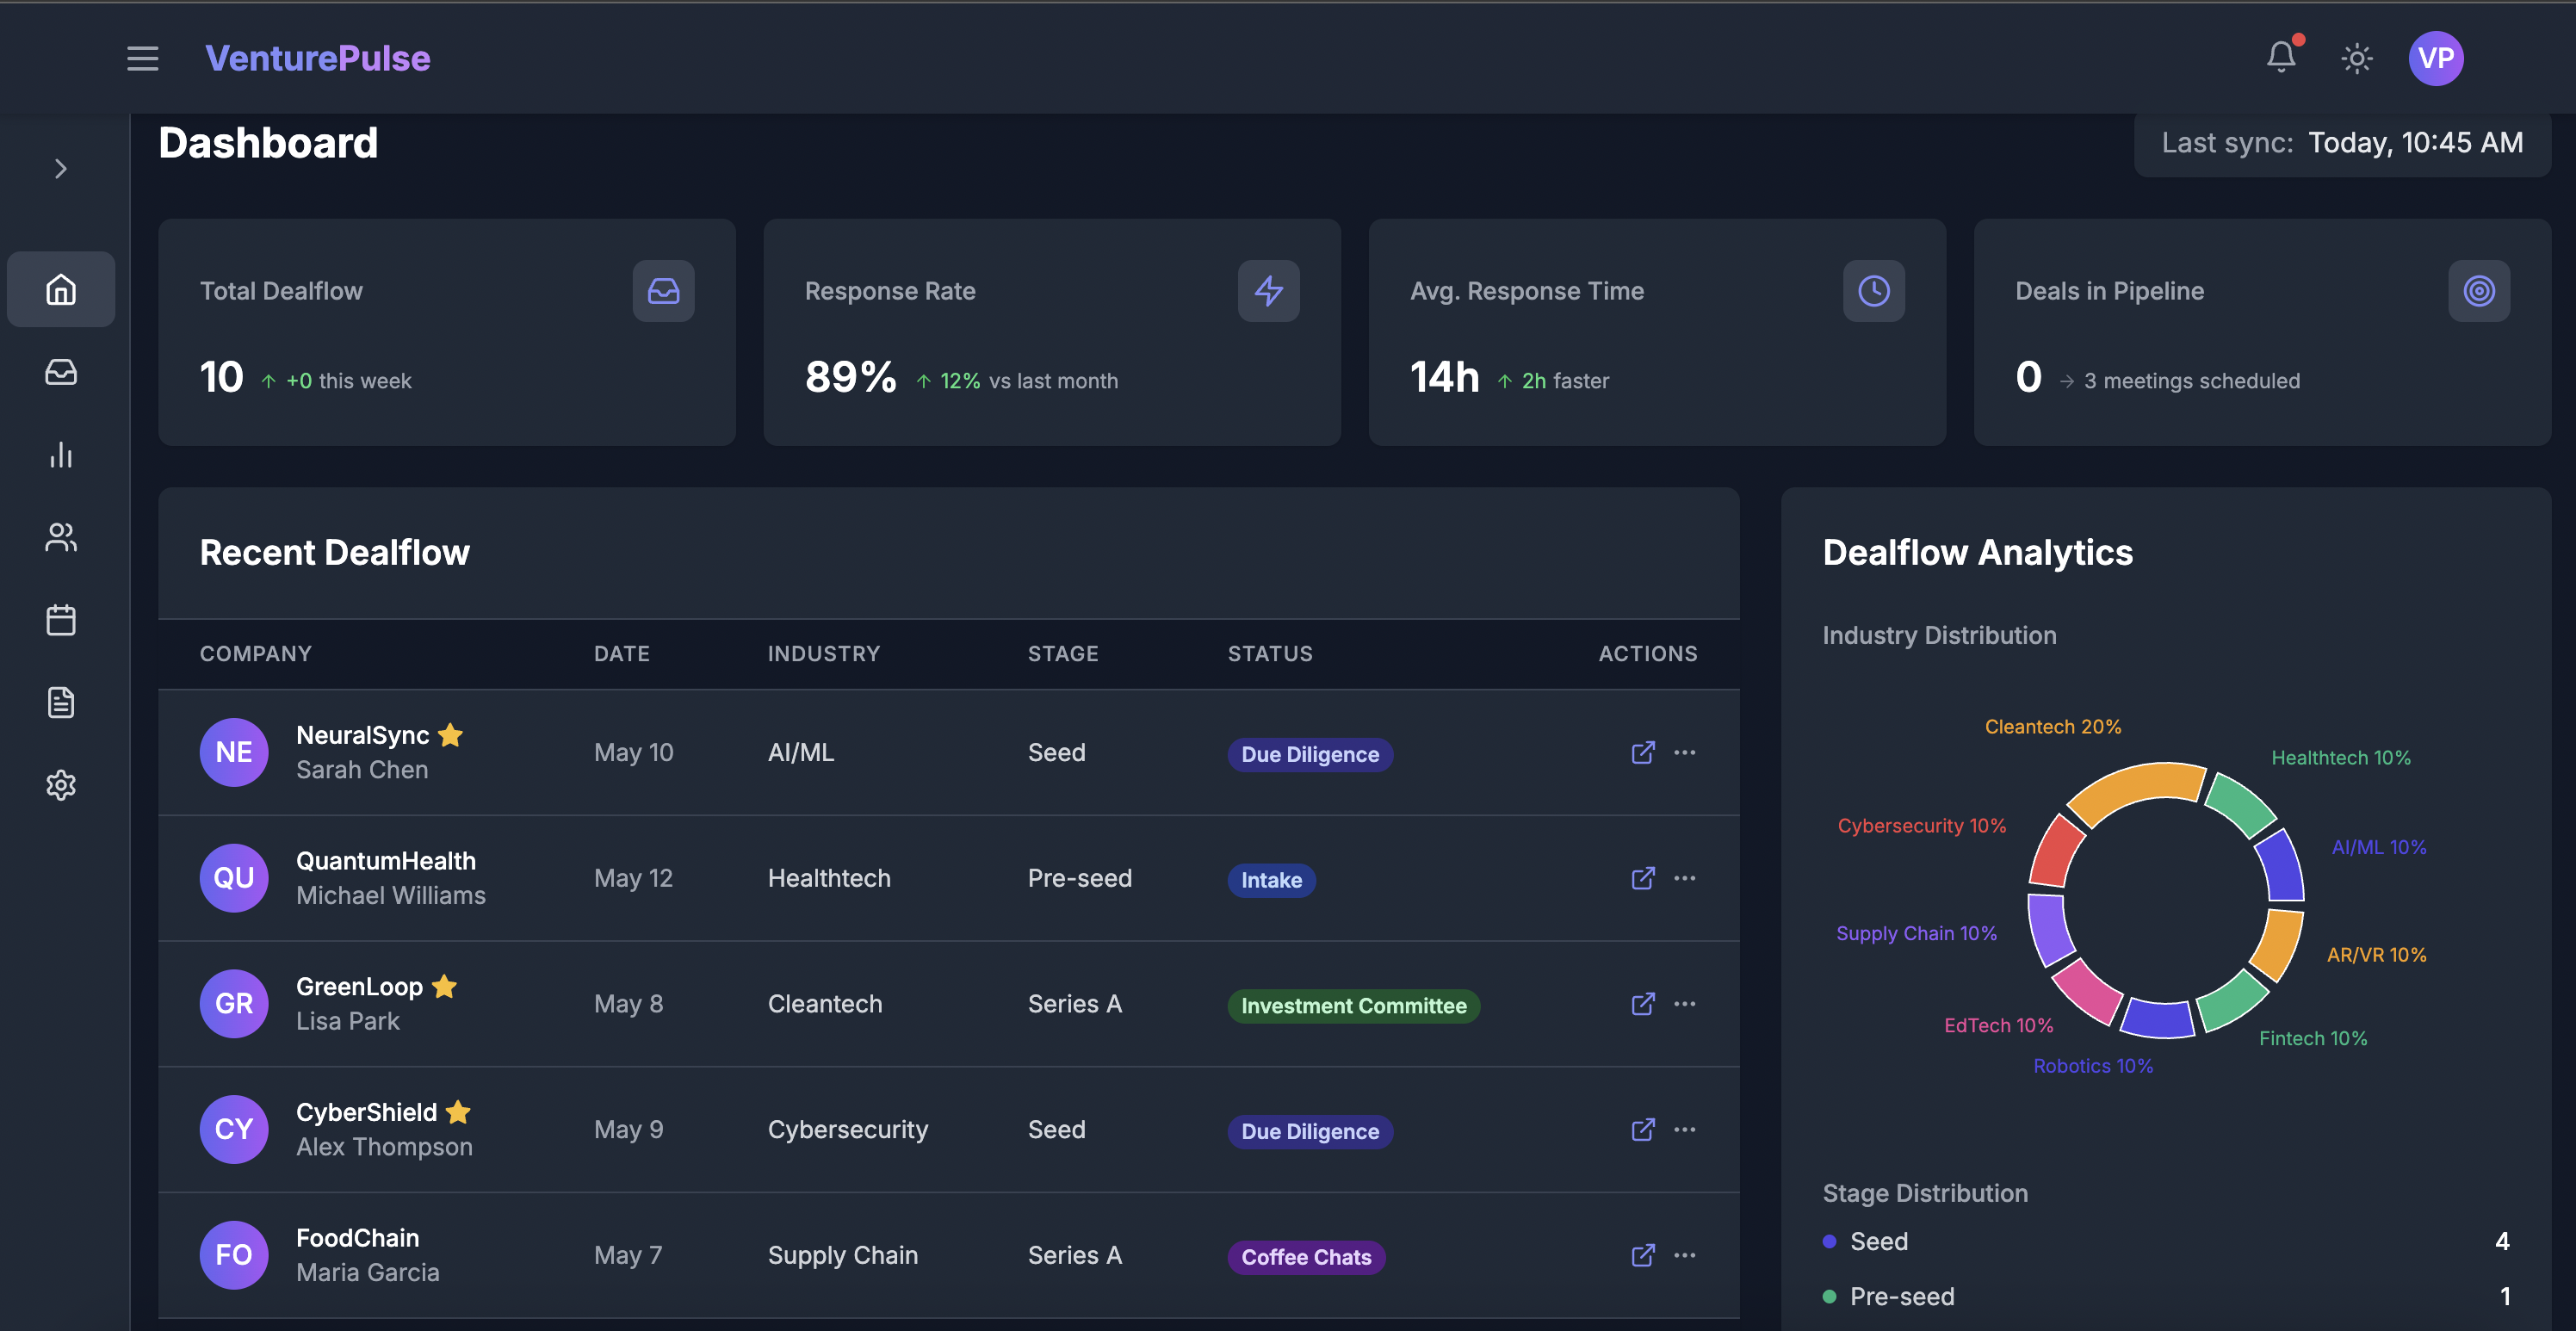 VenturePulse
VP
Dashboard
Last sync: Today, 10:45 AM
Total Dealflow
10 ↑ +0 this week
Response Rate
89% ↑ 12% vs last month
Avg. Response Time
14h ↑ 2h faster
Deals in Pipeline
0 → 3 meetings scheduled
Recent Dealflow
COMPANY DATE INDUSTRY STAGE STATUS ACTIONS
NE NeuralSync May 10 AI/ML Seed Due Diligence
Sarah Chen
QU QuantumHealth May 12 Healthtech Pre-seed Intake
Michael Williams
GR GreenLoop May 8 Cleantech Series A Investment Committee
Lisa Park
CY CyberShield May 9 Cybersecurity Seed Due Diligence
Alex Thompson
FO FoodChain May 7 Supply Chain Series A Coffee Chats
Maria Garcia
Dealflow Analytics
Industry Distribution
Cleantech 20%
Healthtech 10%
Cybersecurity 10%
AI/ML 10%
Supply Chain 10%
AR/VR 10%
EdTech 10%
Fintech 10%
Robotics 10%
Stage Distribution
Seed 4
Pre-seed 1